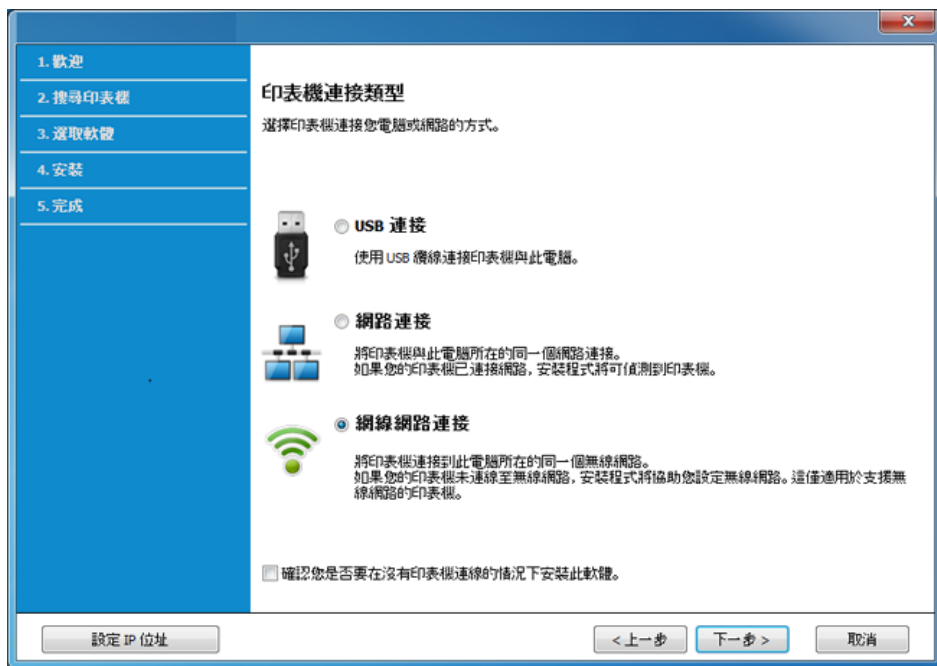 1. 歡迎
2. 搜尋印表機
3. 選取軟體
4. 安裝
5. 完成
印表機連接類型
選擇印表機連接您電腦或網路的方式。
USB 連接
使用 USB 纜線連接印表機與此電腦。
網路連接
將印表機與此電腦所在的同一個網路連接。
如果您的印表機已連接網路，安裝程式將可偵測到印表機。
網線網路連接
將印表機連接到此電腦所在的同一個無線網路。
如果您的印表機未連線至無線網路，安裝程式將協助您設定無線網路。這僅適用於支援無
線網路的印表機。
確認您是否要在沒有印表機連線的情況下安裝此軟體。
設定 IP 位址
< 上一步
下一步 >
取消